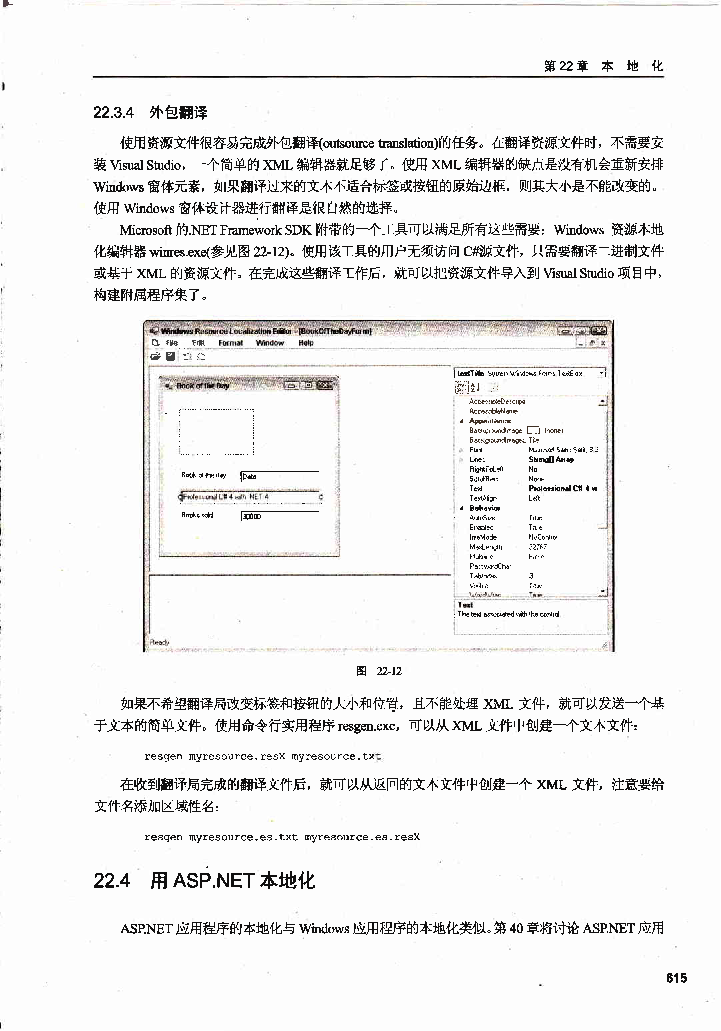 第22章 本 地 化
22.3.4 外包翻译
使用资源文件很容易完成外包翻译(outsource translation)的任务。在翻译资源文件时，不需要安
装 Visual Studio，一个简单的 XML 编辑器就足够了。使用 XML 编辑器的缺点是没有机会重新安排
Windows 窗体元素，如果翻译过来的文本不适合标签或按钮的原始边框，则其大小是不能改变的。
使用 Windows 窗体设计器进行翻译是很自然的选择。
Microsoft 的.NET Framework SDK 附带的一个工具可以满足所有这些需要：Windows 资源本地
化编辑器 winres.exe(参见图 22-12)。使用该工具的用户无须访问 C#源文件，只需要翻译二进制文件
或基于 XML 的资源文件。在完成这些翻译工作后，就可以把资源文件导入到 Visual Studio 项目中，
构建附属程序集了。
Windows Resource Localization Editor - [BookOfTheDayForm]
File Edit Format Window Help
textTitle System.Windows.Forms.TextBox
Book of the Day
AccessibleDescript
AccessibleName
Appearance
BackgroundImage (none)
BackgroundImageL Tile
Font Microsoft Sans Serif, 8.2
Lines String[] Array
RightToLeft No
ScrollBars None
Book of the day Date
Text Professional C# 4 w
TextAlign Left
Professional C# 4 with .NET 4
Behavior
Books sold 30000
AutoSize True
Enabled True
ImeMode NoControl
MaxLength 32767
Multiline False
PasswordChar
TabIndex 3
Visible True
WordWrap True
Text
The text associated with the control.
Ready
图 22-12
如果不希望翻译局改变标签和按钮的大小和位置，且不能处理 XML 文件，就可以发送一个基
于文本的简单文件。使用命令行实用程序 resgen.exe，可以从 XML 文件中创建一个文本文件：
resgen myresource.resX myresource.txt
在收到翻译局完成的翻译文件后，就可以从返回的文本文件中创建一个 XML 文件，注意要给
文件名添加区域性名：
resgen myresource.es.txt myresource.es.resX
22.4 用 ASP.NET 本地化
ASP.NET 应用程序的本地化与 Windows 应用程序的本地化类似。第 40 章将讨论 ASP.NET 应用
615